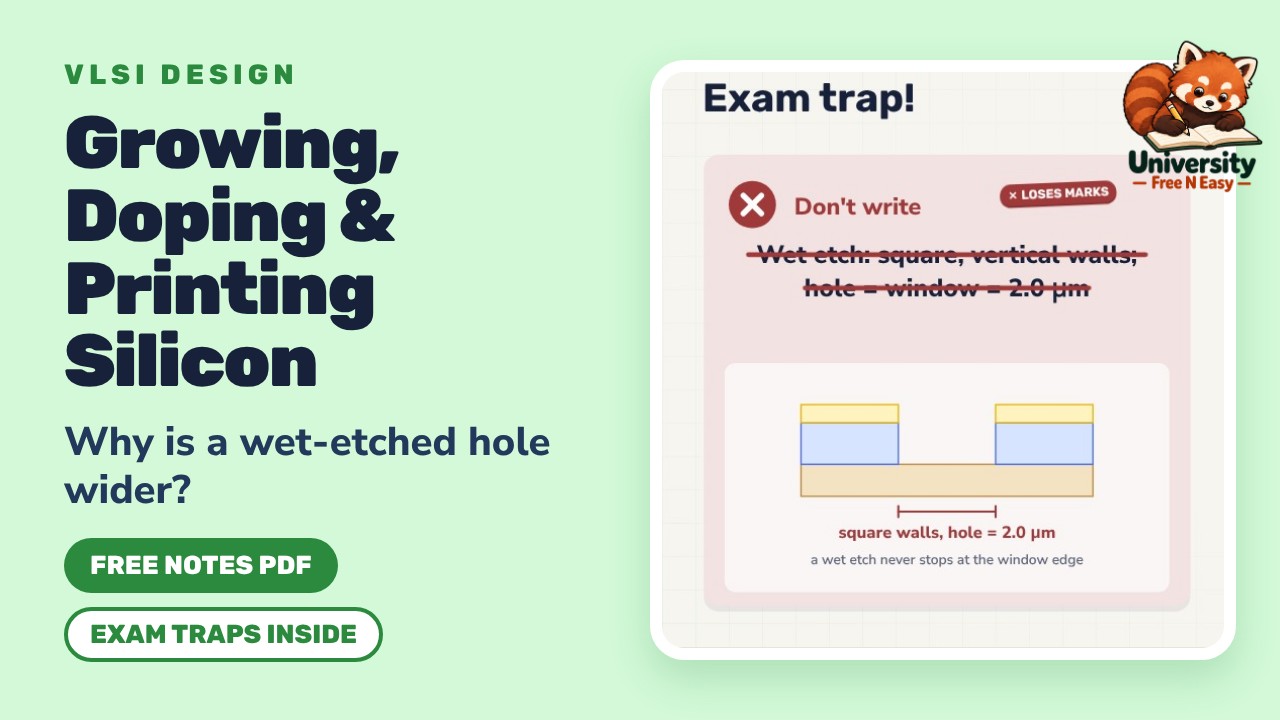 VLSI DESIGN
Growing,
Doping &
Printing
Silicon
Why is a wet-etched hole
wider?
FREE NOTES PDF
EXAM TRAPS INSIDE
Exam trap!
University
Free N Easy
× LOSES MARKS
Don't write
Wet etch: square, vertical walls;
hole = window = 2.0 µm
square walls, hole = 2.0 µm
a wet etch never stops at the window edge